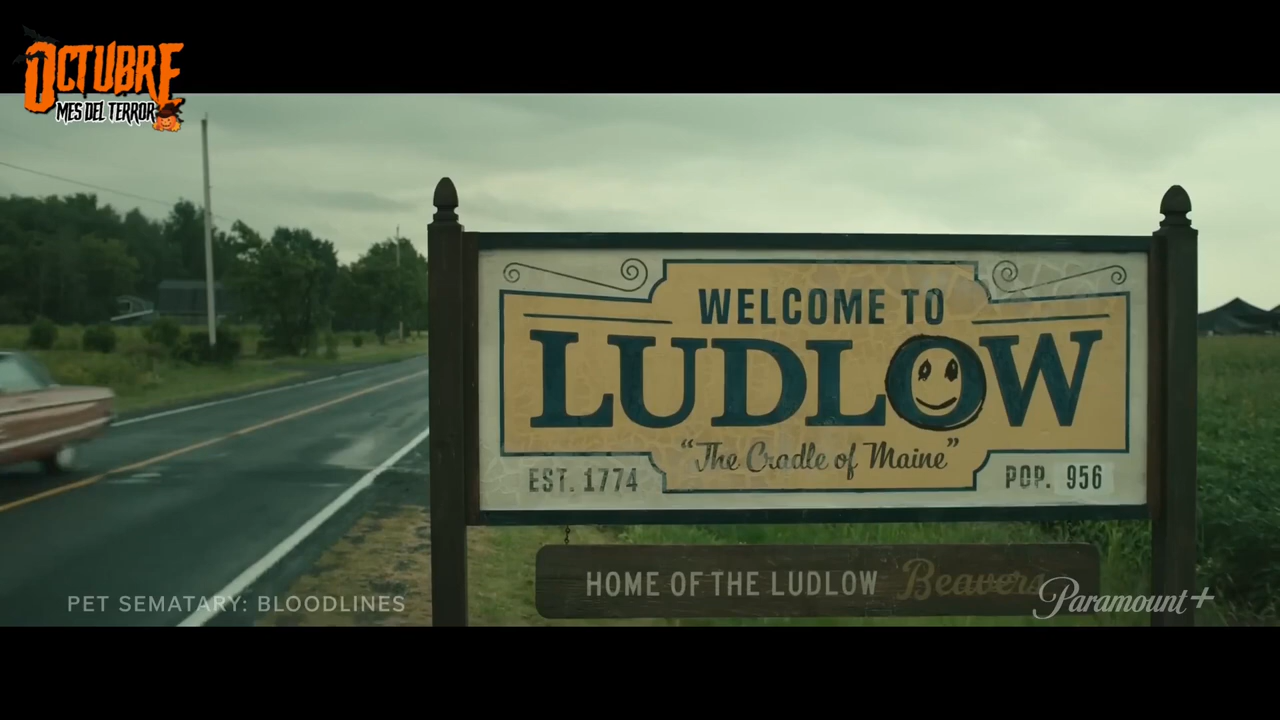 OCTUBRE
MES DEL TERROR
WELCOME TO
LUDLOW
"The Cradle of Maine"
EST. 1774
POP. 956
HOME OF THE LUDLOW Beavers
PET SEMATARY: BLOODLINES
Paramount+